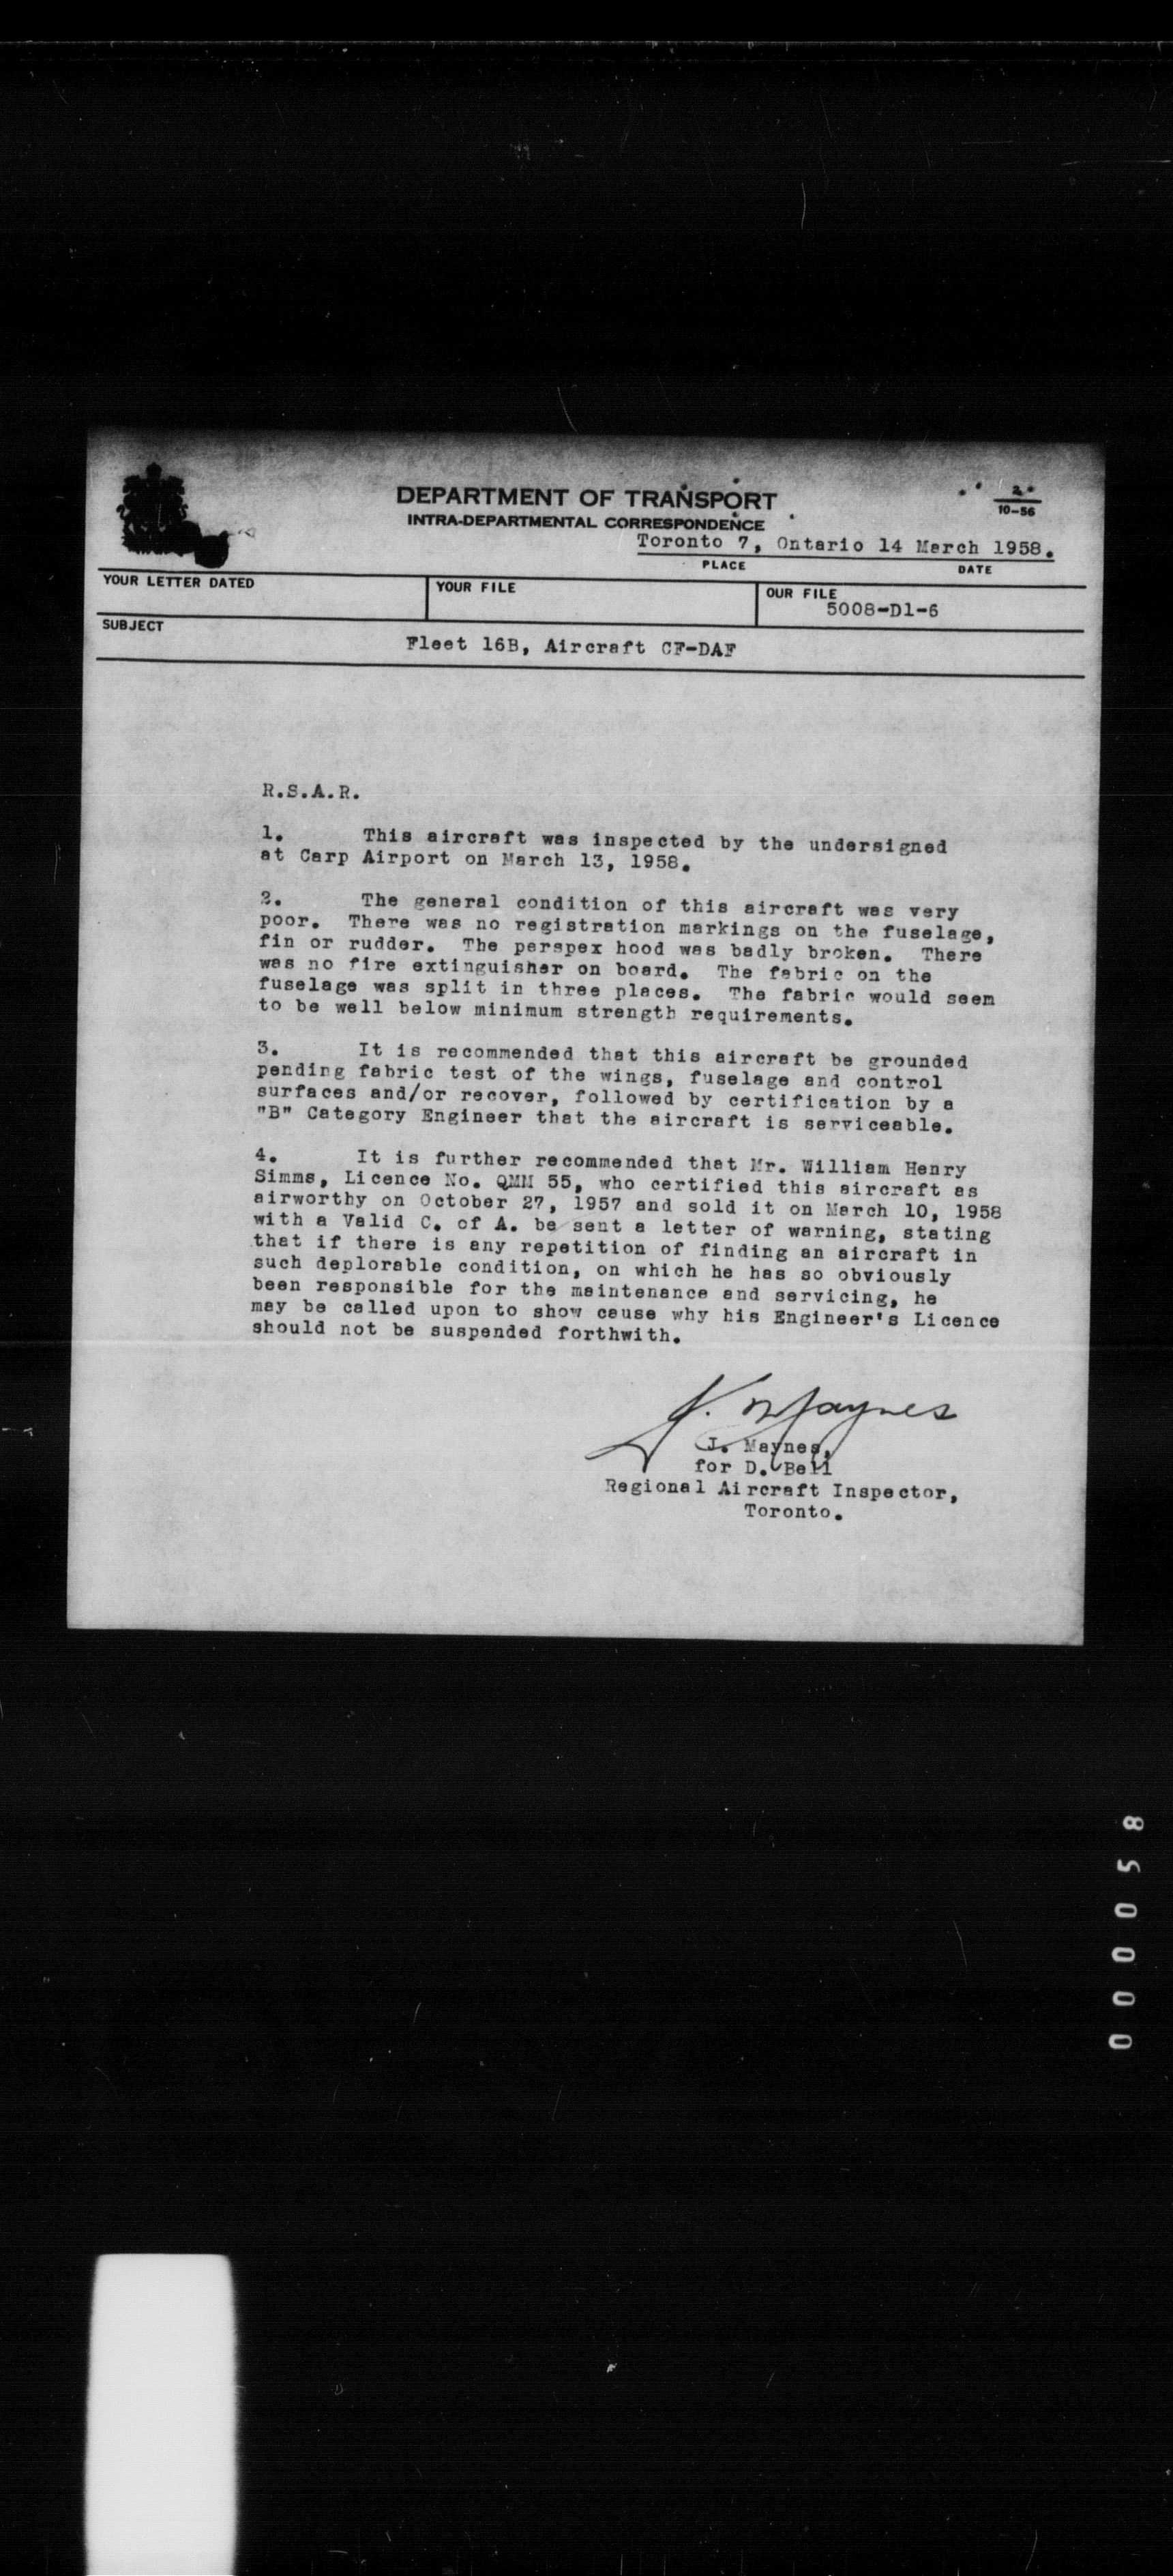 DEPARTMENT OF TRANSPORT
INTRA-DEPARTMENTAL CORRESPONDENCE
2
10-56
Toronto 7, Ontario 14 March 1958.
PLACE DATE
YOUR LETTER DATED YOUR FILE OUR FILE
5008-D1-6
SUBJECT
Fleet 16B, Aircraft CF-DAF
R.S.A.R.
1. This aircraft was inspected by the undersigned
at Carp Airport on March 13, 1958.
2. The general condition of this aircraft was very
poor. There was no registration markings on the fuselage,
fin or rudder. The perspex hood was badly broken. There
was no fire extinguisher on board. The fabric on the
fuselage was split in three places. The fabric would seem
to be well below minimum strength requirements.
3. It is recommended that this aircraft be grounded
pending fabric test of the wings, fuselage and control
surfaces and/or recover, followed by certification by a
"B" Category Engineer that the aircraft is serviceable.
4. It is further recommended that Mr. William Henry
Simms, Licence No. QMM 55, who certified this aircraft as
airworthy on October 27, 1957 and sold it on March 10, 1958
with a Valid C. of A. be sent a letter of warning, stating
that if there is any repetition of finding an aircraft in
such deplorable condition, on which he has so obviously
been responsible for the maintenance and servicing, he
may be called upon to show cause why his Engineer's Licence
should not be suspended forthwith.
J. Maynes
J. Maynes,
for D. Bell
Regional Aircraft Inspector,
Toronto.
000058